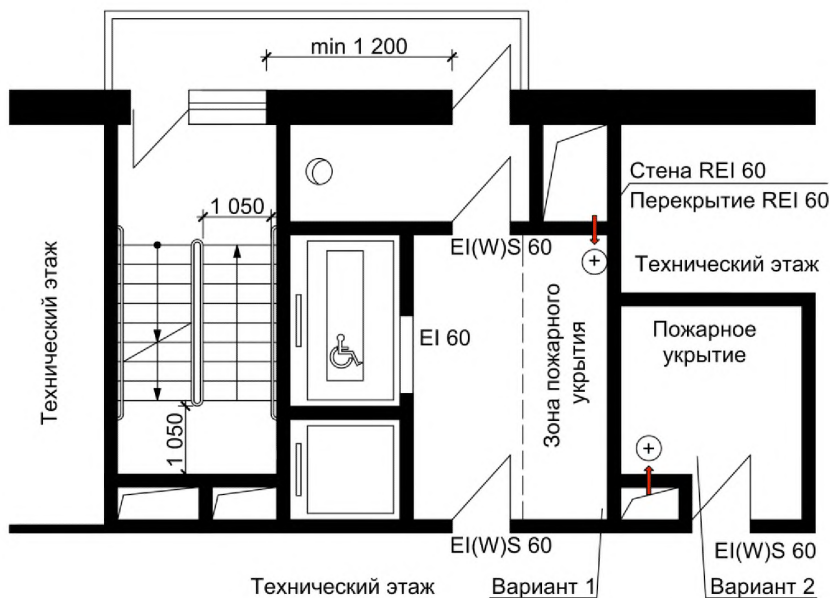 min 1 200
Стена REI 60
Перекрытие REI 60
1 050
EI(W)S 60
+
Технический этаж
Технический этаж
EI 60
Зона пожарного
укрытия
Пожарное
укрытие
1 050
+
EI(W)S 60
EI(W)S 60
Технический этаж
Вариант 1
Вариант 2